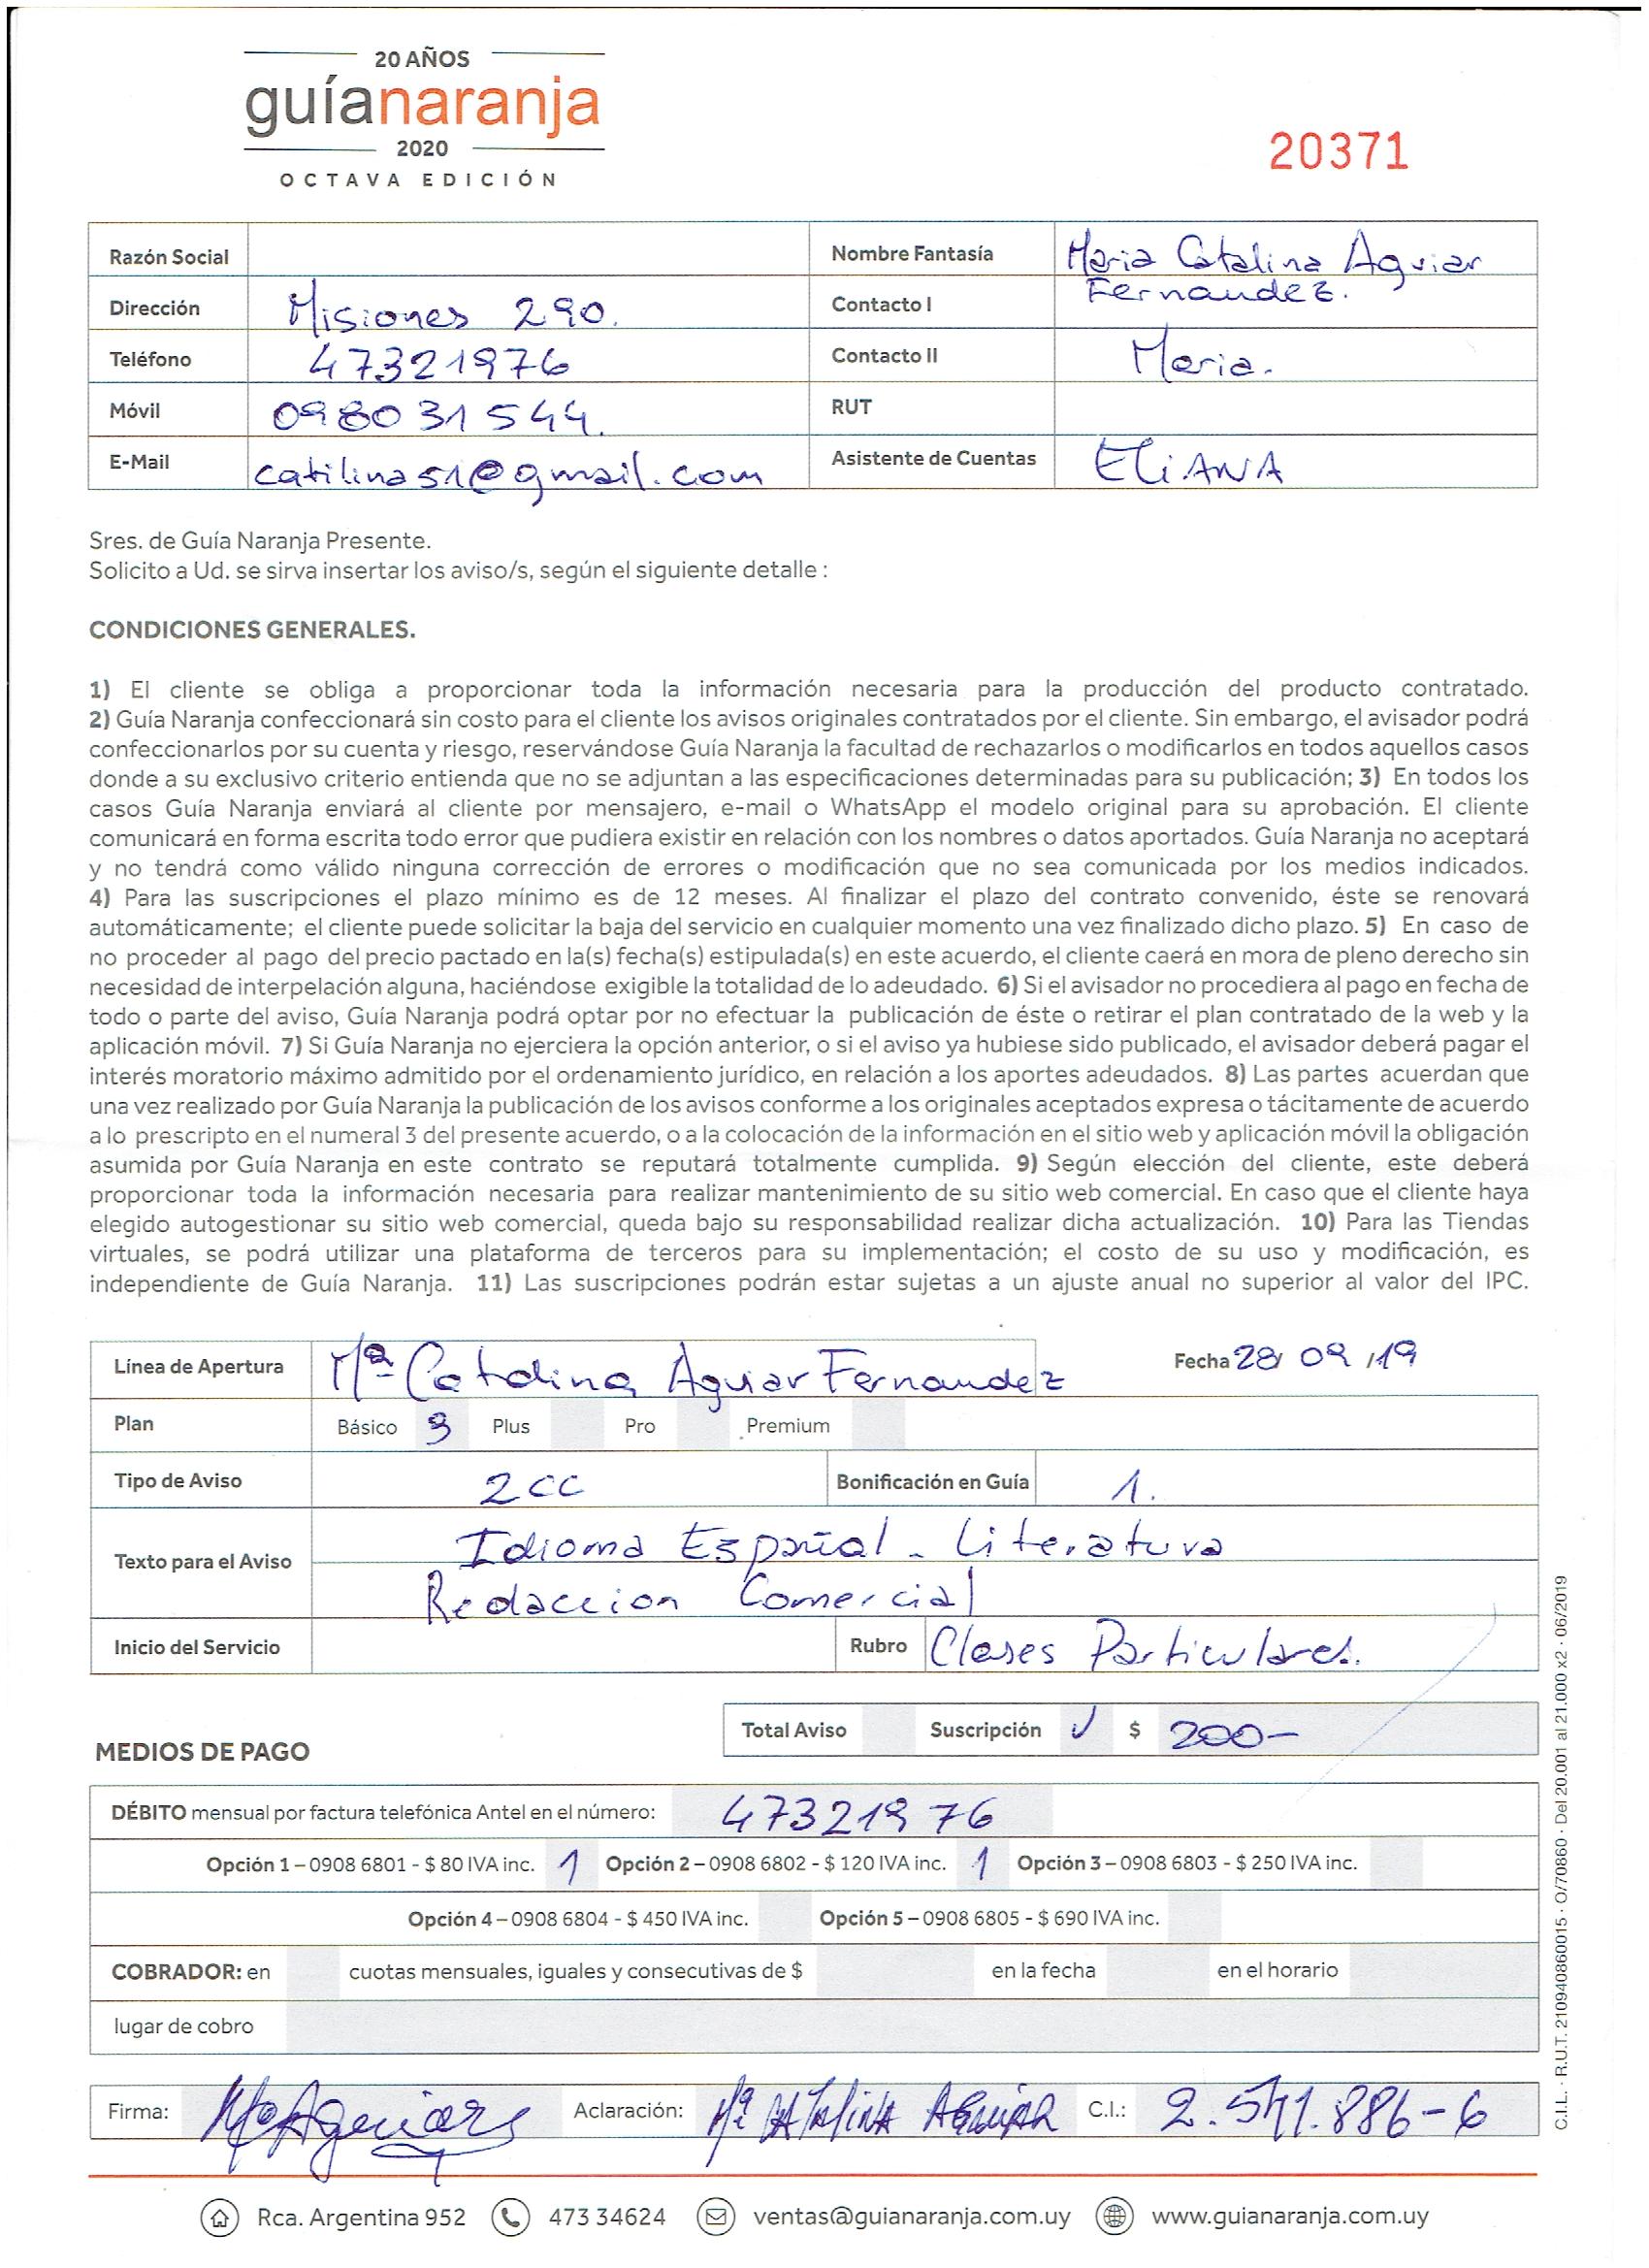 20 AÑOS
guíanaranja
2020
OCTAVA EDICIÓN
20371
Razón Social
Nombre Fantasía Maria Catalina Aguiar
Fernandez.
Dirección Misiones 290.
Contacto I
Teléfono 47321976
Contacto II Maria.
Móvil 098031544.
RUT
E-Mail catilina51@gmail.com
Asistente de Cuentas ELiANA
Sres. de Guía Naranja Presente.
Solicito a Ud. se sirva insertar los aviso/s, según el siguiente detalle :
CONDICIONES GENERALES.
1) El cliente se obliga a proporcionar toda la información necesaria para la producción del producto contratado.
2) Guía Naranja confeccionará sin costo para el cliente los avisos originales contratados por el cliente. Sin embargo, el avisador podrá
confeccionarlos por su cuenta y riesgo, reservándose Guía Naranja la facultad de rechazarlos o modificarlos en todos aquellos casos
donde a su exclusivo criterio entienda que no se adjuntan a las especificaciones determinadas para su publicación; 3) En todos los
casos Guía Naranja enviará al cliente por mensajero, e-mail o WhatsApp el modelo original para su aprobación. El cliente
comunicará en forma escrita todo error que pudiera existir en relación con los nombres o datos aportados. Guía Naranja no aceptará
y no tendrá como válido ninguna corrección de errores o modificación que no sea comunicada por los medios indicados.
4) Para las suscripciones el plazo mínimo es de 12 meses. Al finalizar el plazo del contrato convenido, éste se renovará
automáticamente; el cliente puede solicitar la baja del servicio en cualquier momento una vez finalizado dicho plazo. 5) En caso de
no proceder al pago del precio pactado en la(s) fecha(s) estipulada(s) en este acuerdo, el cliente caerá en mora de pleno derecho sin
necesidad de interpelación alguna, haciéndose exigible la totalidad de lo adeudado. 6) Si el avisador no procediera al pago en fecha de
todo o parte del aviso, Guía Naranja podrá optar por no efectuar la publicación de éste o retirar el plan contratado de la web y la
aplicación móvil. 7) Si Guía Naranja no ejerciera la opción anterior, o si el aviso ya hubiese sido publicado, el avisador deberá pagar el
interés moratorio máximo admitido por el ordenamiento jurídico, en relación a los aportes adeudados. 8) Las partes acuerdan que
una vez realizado por Guía Naranja la publicación de los avisos conforme a los originales aceptados expresa o tácitamente de acuerdo
a lo prescripto en el numeral 3 del presente acuerdo, o a la colocación de la información en el sitio web y aplicación móvil la obligación
asumida por Guía Naranja en este contrato se reputará totalmente cumplida. 9) Según elección del cliente, este deberá
proporcionar toda la información necesaria para realizar mantenimiento de su sitio web comercial. En caso que el cliente haya
elegido autogestionar su sitio web comercial, queda bajo su responsabilidad realizar dicha actualización. 10) Para las Tiendas
virtuales, se podrá utilizar una plataforma de terceros para su implementación; el costo de su uso y modificación, es
independiente de Guía Naranja. 11) Las suscripciones podrán estar sujetas a un ajuste anual no superior al valor del IPC.
Línea de Apertura Mª Catalina Aguiar Fernandez
Fecha 28/ 09 /19
Plan Básico 9 Plus Pro Premium
Tipo de Aviso 2cc Bonificación en Guía 1.
Texto para el Aviso Idioma Español - Literatura
Redaccion Comercial
Inicio del Servicio Rubro Clases Particulares.
Total Aviso Suscripción ✓ $ 200-
MEDIOS DE PAGO
DÉBITO mensual por factura telefónica Antel en el número: 47321976
Opción 1 – 0908 6801 - $ 80 IVA inc. 1 Opción 2 – 0908 6802 - $ 120 IVA inc. 1 Opción 3 – 0908 6803 - $ 250 IVA inc.
Opción 4 – 0908 6804 - $ 450 IVA inc. Opción 5 – 0908 6805 - $ 690 IVA inc.
COBRADOR: en cuotas mensuales, iguales y consecutivas de $ en la fecha en el horario
lugar de cobro
Firma: MªAguiar Aclaración: Mª CATALINA AGUIAR C.I.: 2.541.886-6
Rca. Argentina 952 473 34624 ventas@guianaranja.com.uy www.guianaranja.com.uy
C.I.L. · R.U.T. 210940860015 · O/70860 · Del 20.001 al 21.000 x2 · 06/2019